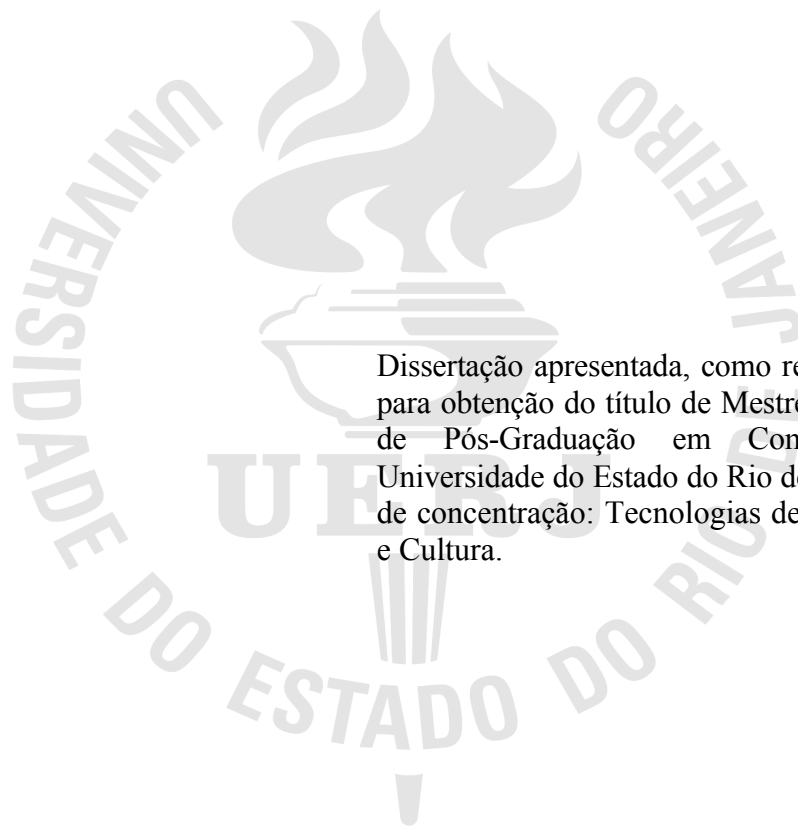 UNIVERSIDADE DO ESTADO DO RIO DE JANEIRO
UERJ
Dissertação apresentada, como
para obtenção do título de
de Pós-Graduação em
Universidade do Estado do Rio
de concentração: Tecnologias de
e Cultura.